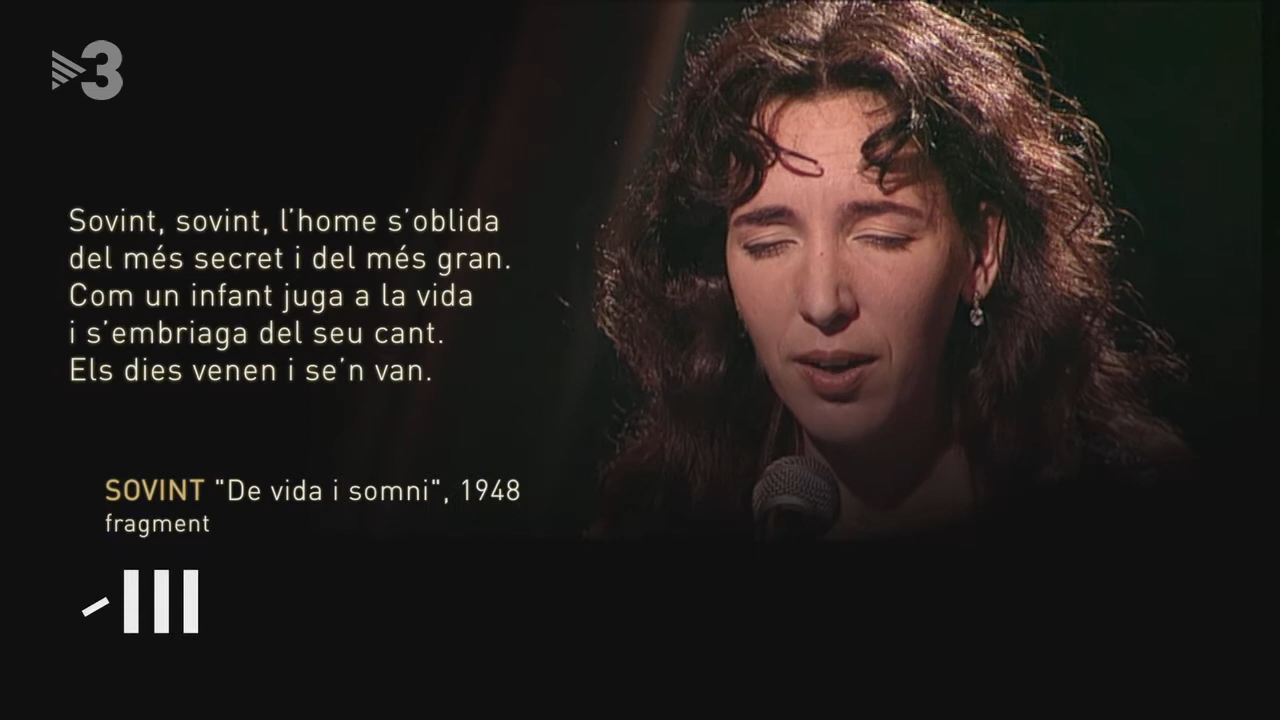 3
Sovint, sovint, l'home s'oblida
del més secret i del més gran.
Com un infant juga a la vida
i s'embriaga del seu cant.
Els dies venen i se'n van.
SOVINT "De vida i somni", 1948
fragment